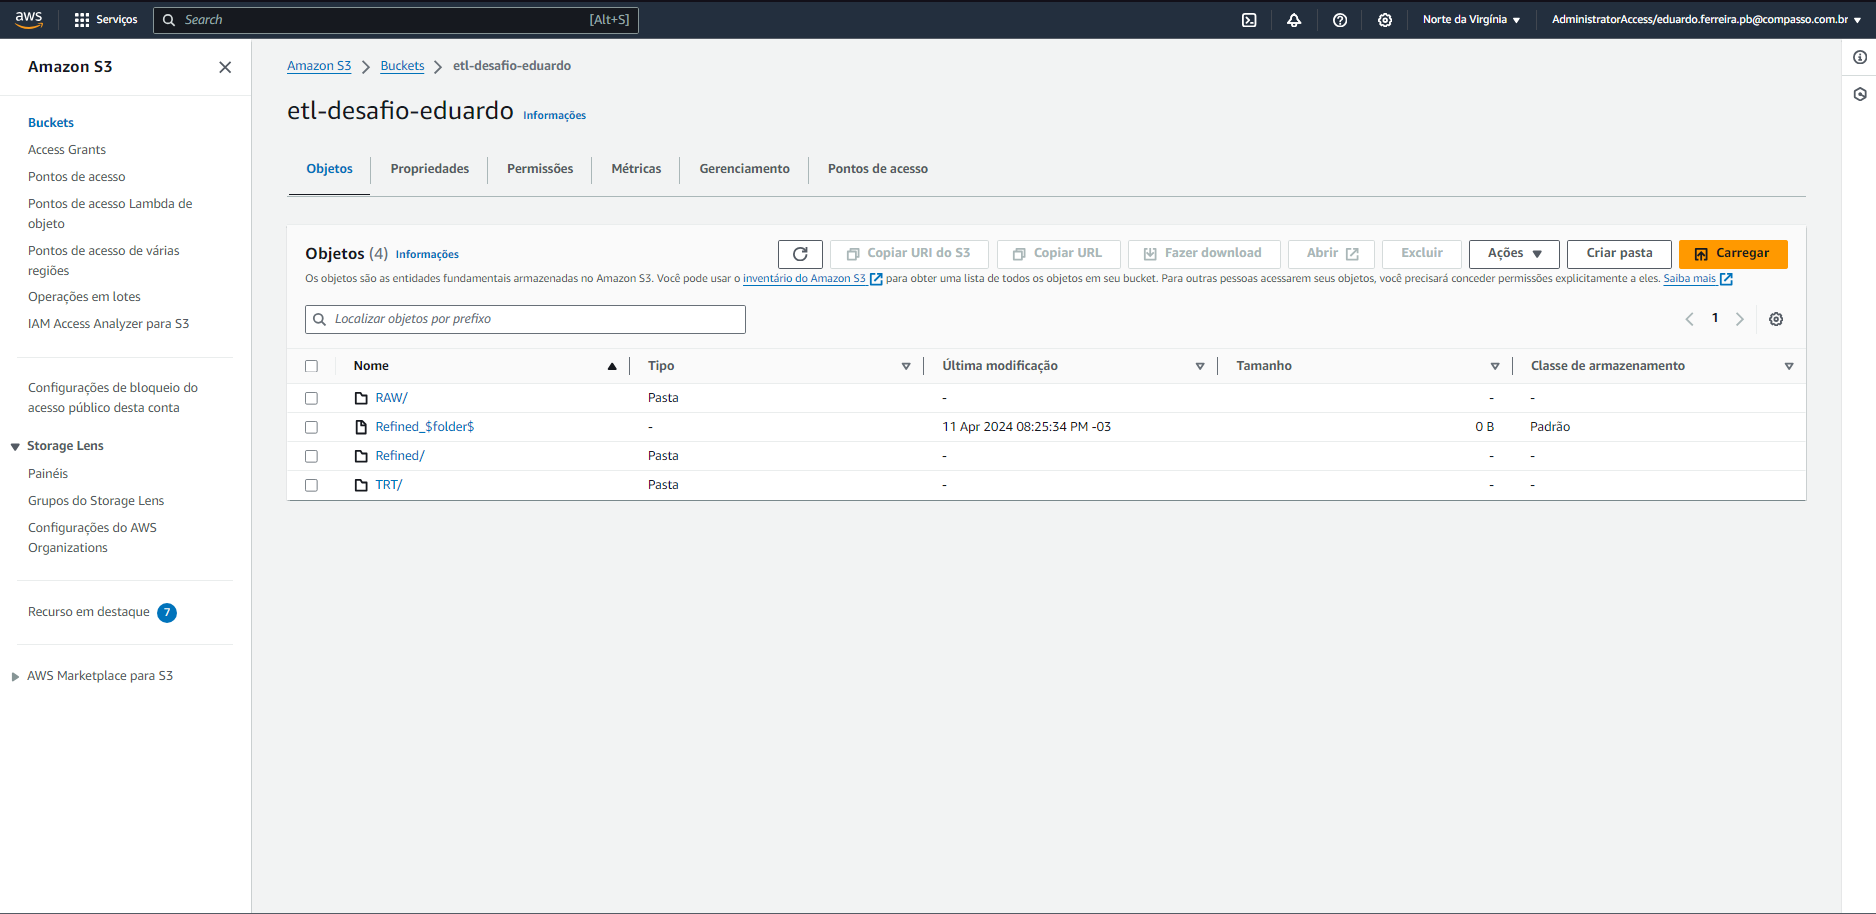 aws Serviços Search [Alt+S] Norte da Virgínia AdministratorAccess/eduardo.ferreira.pb@compasso.com.br
Amazon S3
Buckets
Access Grants
Pontos de acesso
Pontos de acesso Lambda de
objeto
Pontos de acesso de várias
regiões
Operações em lotes
IAM Access Analyzer para S3
Configurações de bloqueio do
acesso público desta conta
Storage Lens
Painéis
Grupos do Storage Lens
Configurações do AWS
Organizations
Recurso em destaque 7
AWS Marketplace para S3
Amazon S3 Buckets etl-desafio-eduardo
etl-desafio-eduardo Informações
Objetos Propriedades Permissões Métricas Gerenciamento Pontos de acesso
Objetos (4) Informações Copiar URI do S3 Copiar URL Fazer download Abrir Excluir Ações Criar pasta Carregar
Os objetos são as entidades fundamentais armazenadas no Amazon S3. Você pode usar o inventário do Amazon S3 para obter uma lista de todos os objetos em seu bucket. Para outras pessoas acessarem seus objetos, você precisará conceder permissões explicitamente a eles. Saiba mais
Localizar objetos por prefixo 1
Nome Tipo Última modificação Tamanho Classe de armazenamento
RAW/ Pasta - - -
Refined_$folder$ - 11 Apr 2024 08:25:34 PM -03 0 B Padrão
Refined/ Pasta - - -
TRT/ Pasta - - -